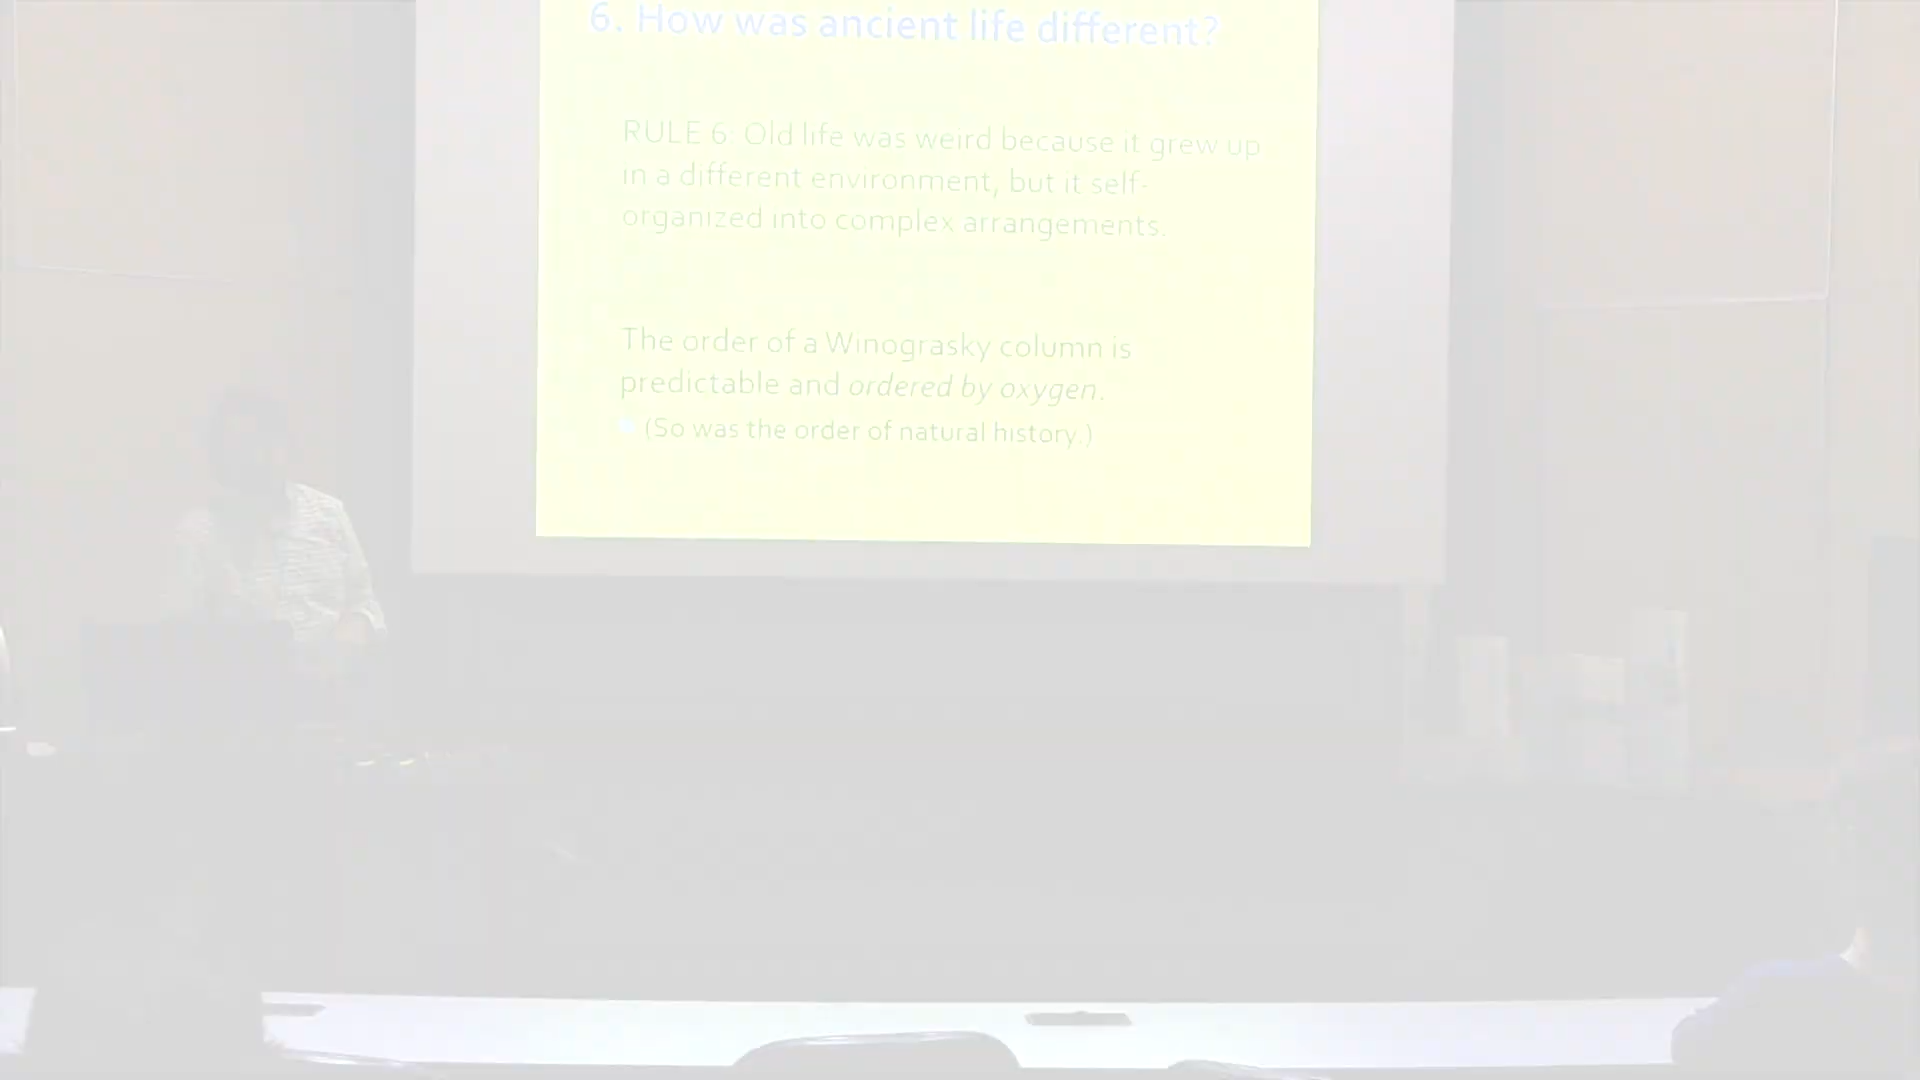 6. How was ancient life different?
RULE 6: Old life was weird because it grew up
in a different environment, but it self-
organized into complex arrangements.
The order of a Winograsky column is
predictable and ordered by oxygen.
(So was the order of natural history.)